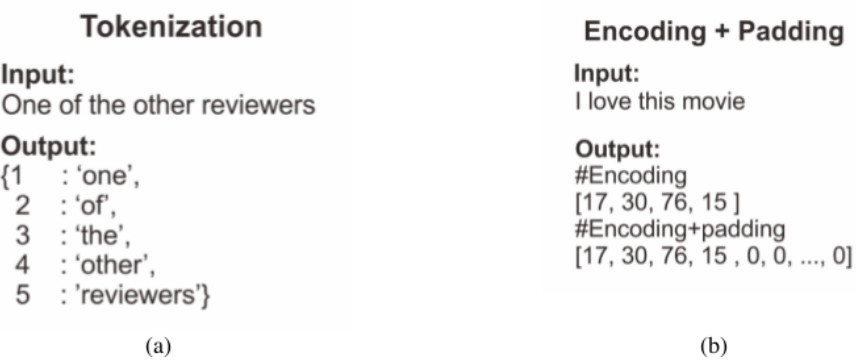 Tokenization
Input:
One of the other reviewers
Output:
{1 : ‘one’,
2 : ‘of’,
3 : ‘the’,
4 : ‘other’,
5 : ’reviewers’}
(a)
Encoding + Padding
Input:
I love this movie
Output:
#Encoding
[17, 30, 76, 15 ]
#Encoding+padding
[17, 30, 76, 15 , 0, 0, ..., 0]
(b)